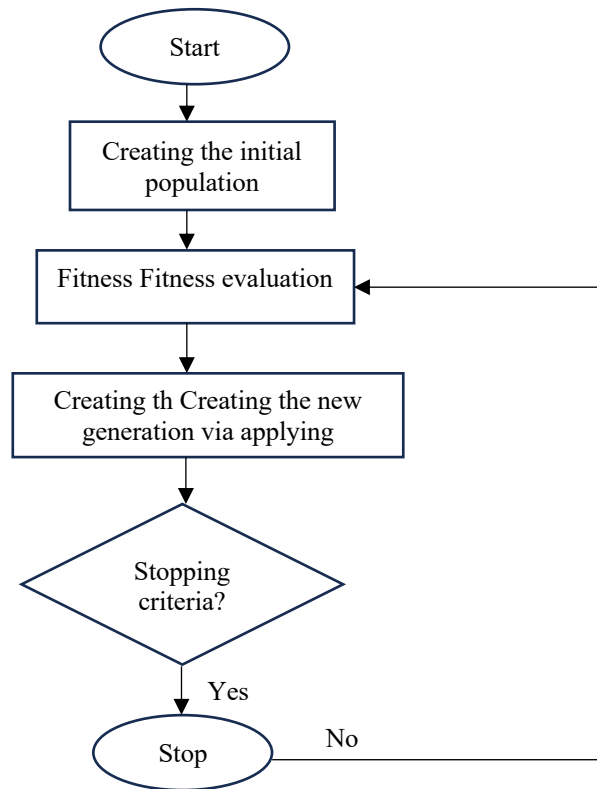 Start
Creating the initial
population
Fitness Fitness evaluation
Creating th Creating the new
generation via applying
Stopping
criteria?
Yes
No
Stop